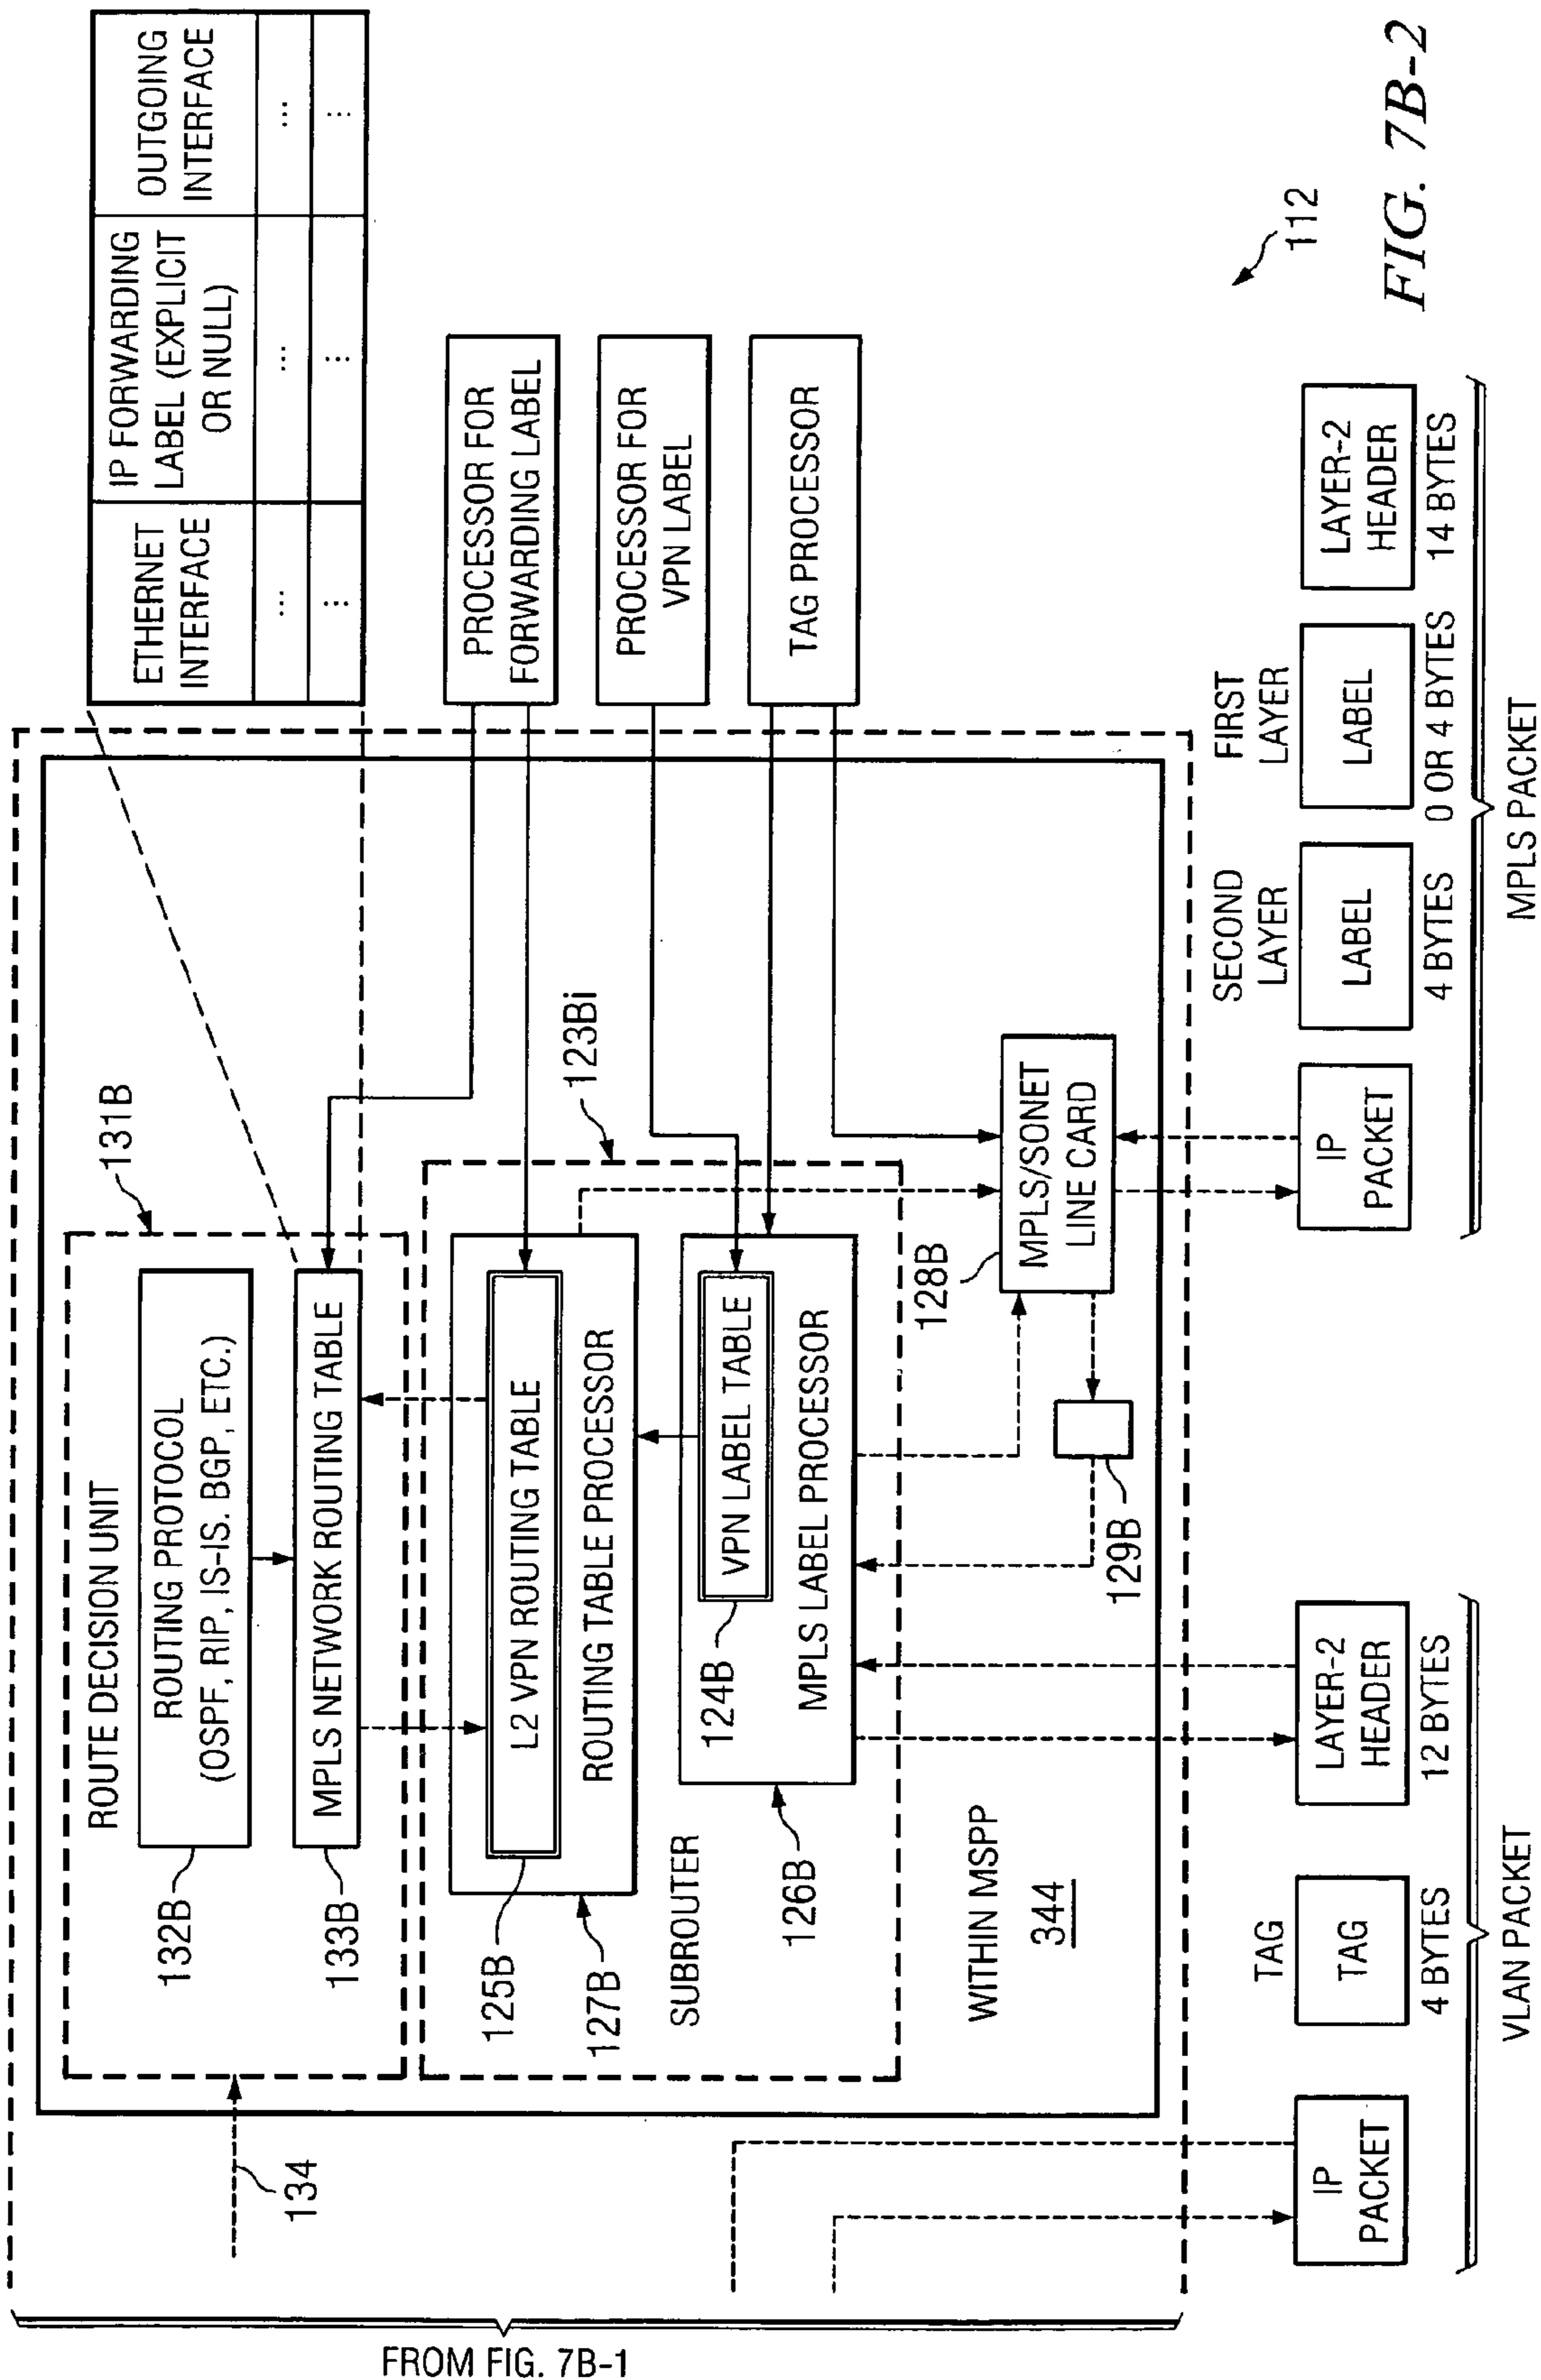 ETHERNET
INTERFACE
IP FORWARDING
LABEL (EXPLICIT
OR NULL)
OUTGOING
INTERFACE
...
...
...
...
...
...
131B
ROUTE DECISION UNIT
ROUTING PROTOCOL
(OSPF, RIP, IS-IS. BGP, ETC.)
132B
MPLS NETWORK ROUTING TABLE
133B
134
PROCESSOR FOR
FORWARDING LABEL
PROCESSOR FOR
VPN LABEL
TAG PROCESSOR
123Bi
L2 VPN ROUTING TABLE
125B
ROUTING TABLE PROCESSOR
127B
SUBROUTER
VPN LABEL TABLE
124B
MPLS LABEL PROCESSOR
126B
128B
MPLS/SONET
LINE CARD
129B
WITHIN MSPP
344
FROM FIG. 7B-1
IP
PACKET
TAG
TAG
4 BYTES
LAYER-2
HEADER
12 BYTES
VLAN PACKET
IP
PACKET
SECOND
LAYER
LABEL
4 BYTES
FIRST
LAYER
LABEL
0 OR 4 BYTES
LAYER-2
HEADER
14 BYTES
MPLS PACKET
112
FIG. 7B-2